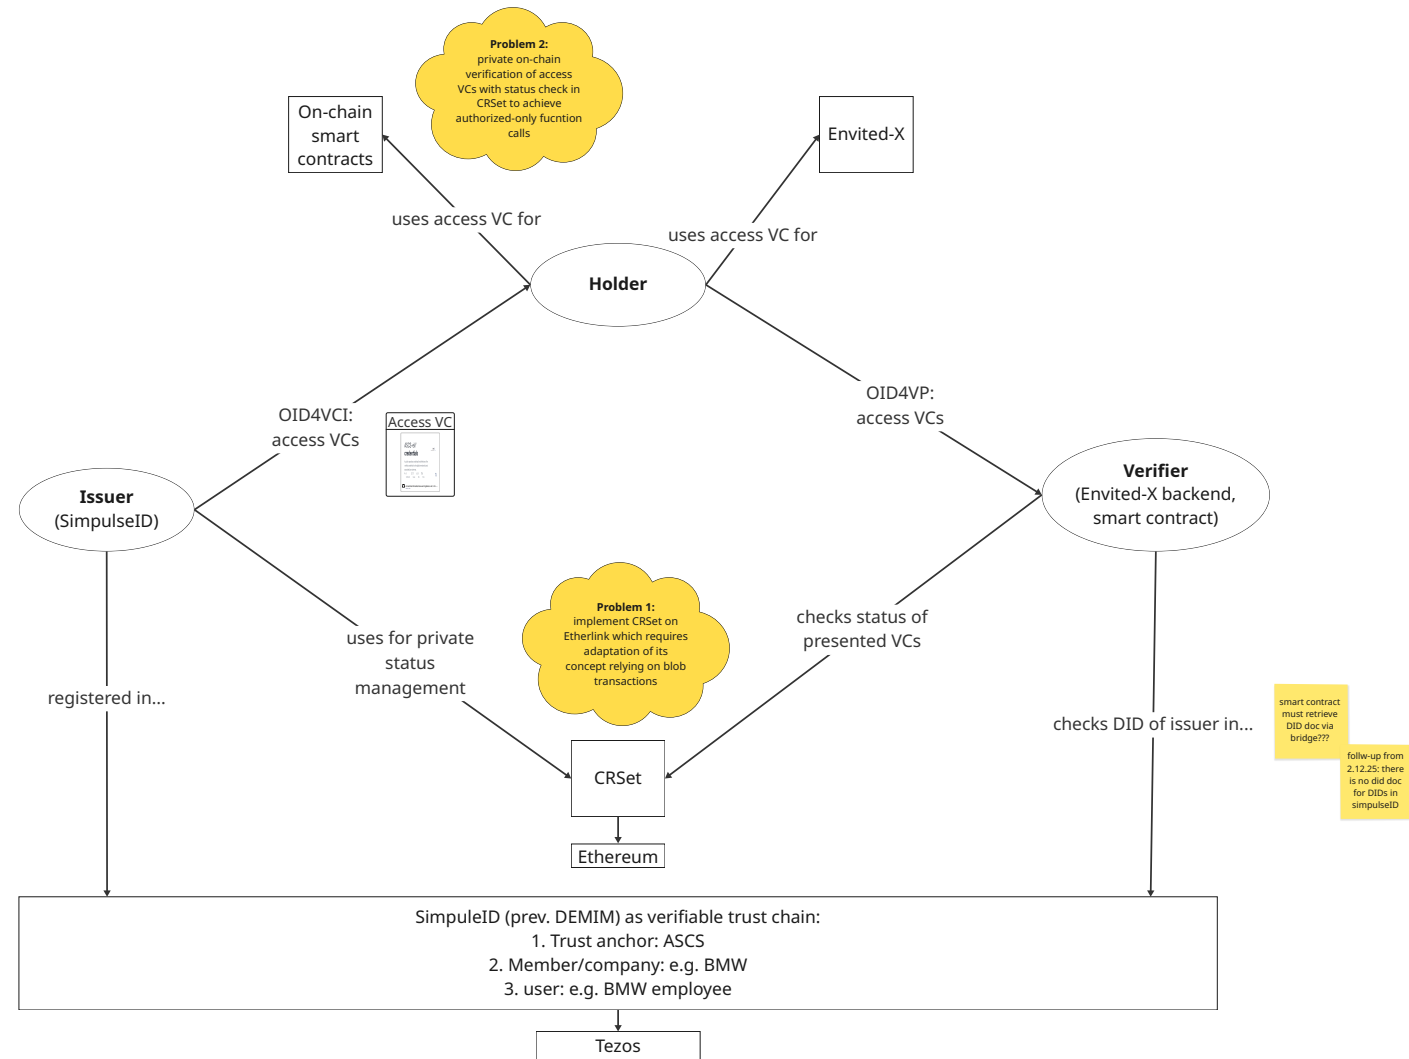 Problem 2:
private on-chain
verification of access
VCs with status check in
CRSet to achieve
authorized-only fucntion
calls
On-chain
smart
contracts
Envited-X
uses access VC for
uses access VC for
Holder
OID4VCI:
access VCs
Access VC
OID4VP:
access VCs
Issuer
(SimpulseID)
Verifier
(Envited-X backend,
smart contract)
Problem 1:
implement CRSet on
Etherlink which requires
adaptation of its
concept relying on blob
transactions
uses for private
status
management
checks status of
presented VCs
registered in...
checks DID of issuer in...
smart contract
must retrieve
DID doc via
bridge???
follw-up from
2.12.25: there
is no did doc
for DIDs in
simpulseID
CRSet
Ethereum
SimpuleID (prev. DEMIM) as verifiable trust chain:
1. Trust anchor: ASCS
2. Member/company: e.g. BMW
3. user: e.g. BMW employee
Tezos